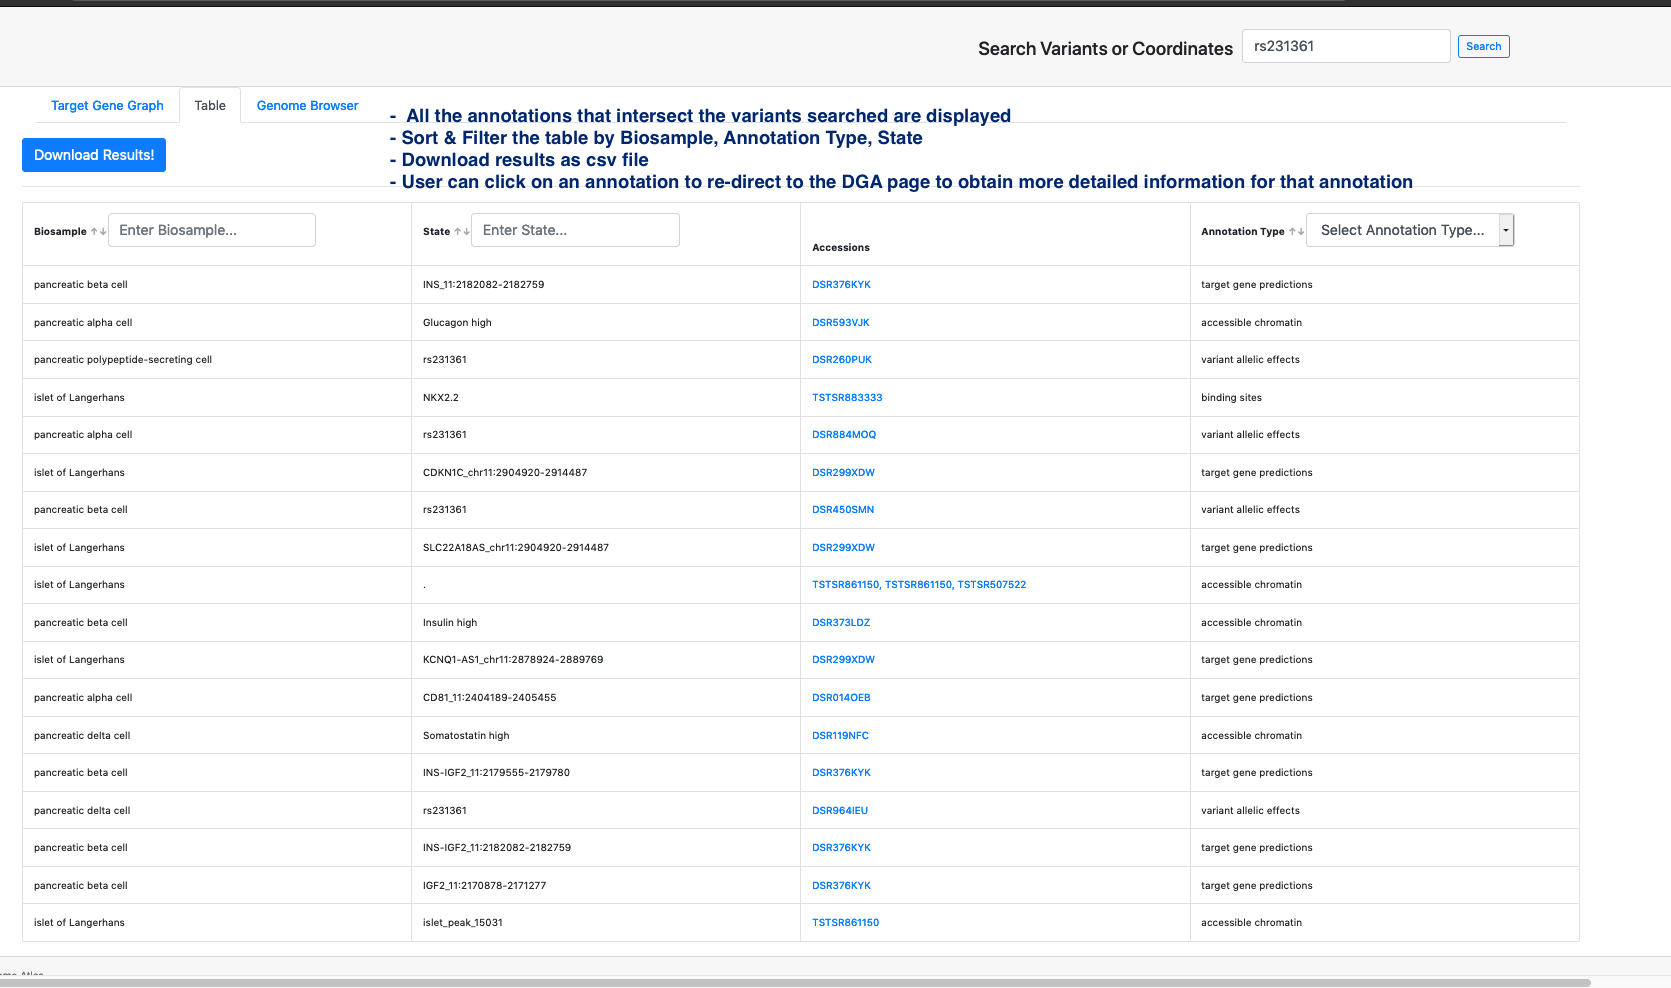 Search Variants or Coordinates rs231361 Search
Target Gene Graph Table Genome Browser
- All the annotations that intersect the variants searched are displayed
- Sort & Filter the table by Biosample, Annotation Type, State
Download Results!
- Download results as csv file
- User can click on an annotation to re-direct to the DGA page to obtain more detailed information for that annotation
Biosample ↑↓ Enter Biosample... State ↑↓ Enter State... Accessions Annotation Type ↑↓ Select Annotation Type...
pancreatic beta cell INS_11:2182082-2182759 DSR376KYK target gene predictions
pancreatic alpha cell Glucagon high DSR593VJK accessible chromatin
pancreatic polypeptide-secreting cell rs231361 DSR260PUK variant allelic effects
islet of Langerhans NKX2.2 TSTSR883333 binding sites
pancreatic alpha cell rs231361 DSR884MOQ variant allelic effects
islet of Langerhans CDKN1C_chr11:2904920-2914487 DSR299XDW target gene predictions
pancreatic beta cell rs231361 DSR450SMN variant allelic effects
islet of Langerhans SLC22A18AS_chr11:2904920-2914487 DSR299XDW target gene predictions
islet of Langerhans . TSTSR861150, TSTSR861150, TSTSR507522 accessible chromatin
pancreatic beta cell Insulin high DSR373LDZ accessible chromatin
islet of Langerhans KCNQ1-AS1_chr11:2878924-2889769 DSR299XDW target gene predictions
pancreatic alpha cell CD81_11:2404189-2405455 DSR014OEB target gene predictions
pancreatic delta cell Somatostatin high DSR119NFC accessible chromatin
pancreatic beta cell INS-IGF2_11:2179555-2179780 DSR376KYK target gene predictions
pancreatic delta cell rs231361 DSR964IEU variant allelic effects
pancreatic beta cell INS-IGF2_11:2182082-2182759 DSR376KYK target gene predictions
pancreatic beta cell IGF2_11:2170878-2171277 DSR376KYK target gene predictions
islet of Langerhans islet_peak_15031 TSTSR861150 accessible chromatin